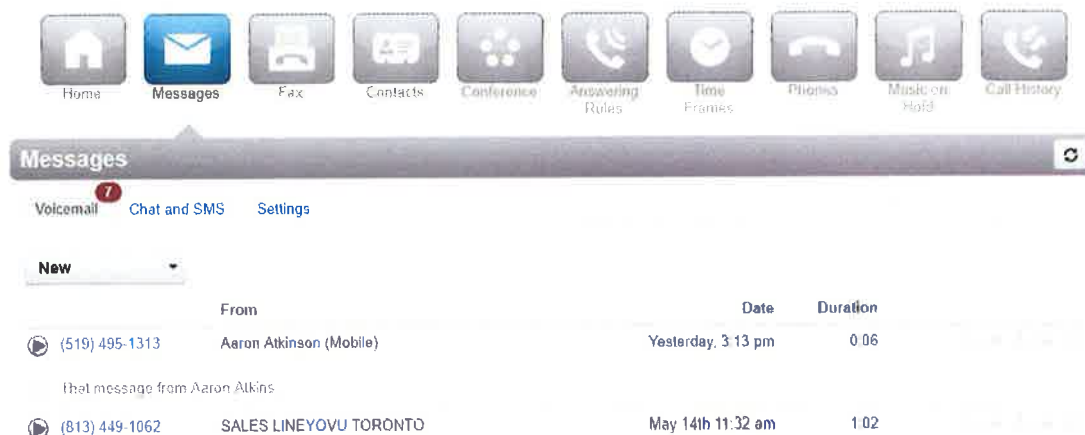 Home Messages Fax Contacts Conference Answering Rules Time Frames Phones Music on Hold Call History
Messages
7
Voicemail Chat and SMS Settings
New
From Date Duration
(519) 495-1313 Aaron Atkinson (Mobile) Yesterday, 3:13 pm 0:06
That message from Aaron Atkins
(813) 449-1062 SALES LINEYOVU TORONTO May 14th 11:32 am 1:02